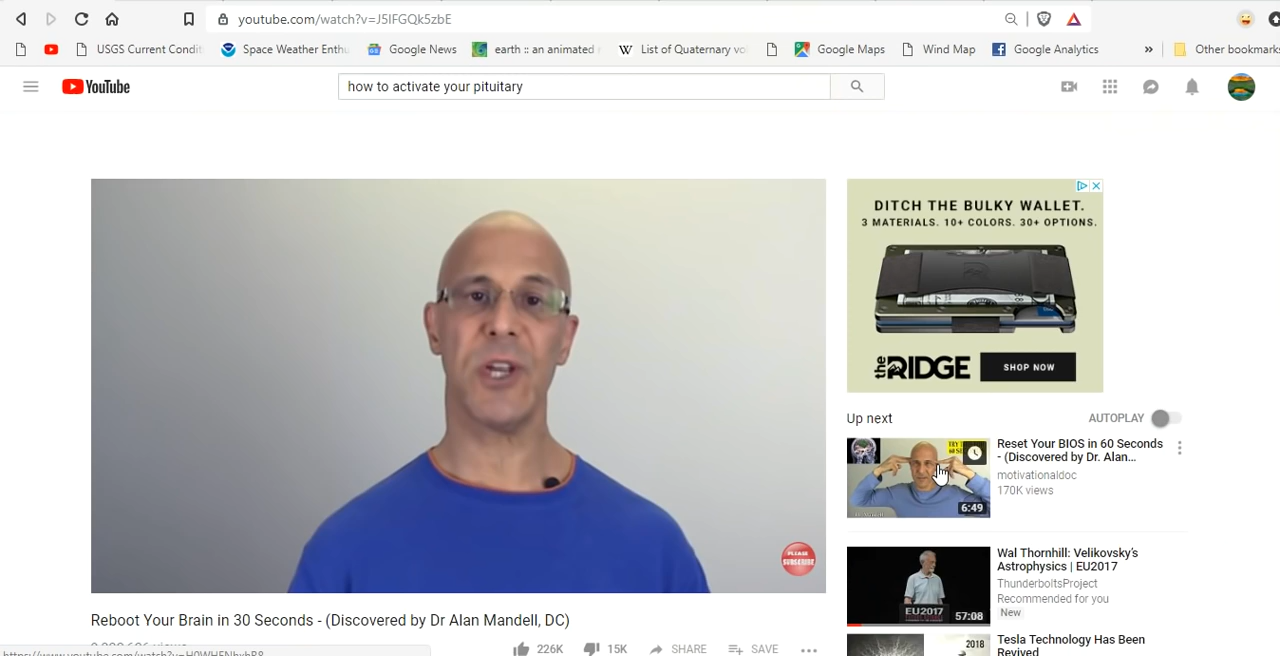 youtube.com/watch?v=J5IFGQk5zbE
USGS Current Condit
Space Weather Enthu
Google News
earth :: an animated
List of Quaternary vo
Google Maps
Wind Map
Google Analytics
»
Other bookmarks
YouTube
how to activate your pituitary
DITCH THE BULKY WALLET.
3 MATERIALS. 10+ COLORS. 30+ OPTIONS.
the RIDGE
SHOP NOW
Up next
AUTOPLAY
TRY
Reset Your BIOS in 60 Seconds
- (Discovered by Dr. Alan...
motivationaldoc
170K views
6:49
PLEASE
SUBSCRIBE
Wal Thornhill: Velikovsky's
Astrophysics | EU2017
ThunderboltsProject
Recommended for you
New
EU2017
57:08
Reboot Your Brain in 30 Seconds - (Discovered by Dr Alan Mandell, DC)
226K
15K
SHARE
SAVE
2018
Tesla Technology Has Been
Revived